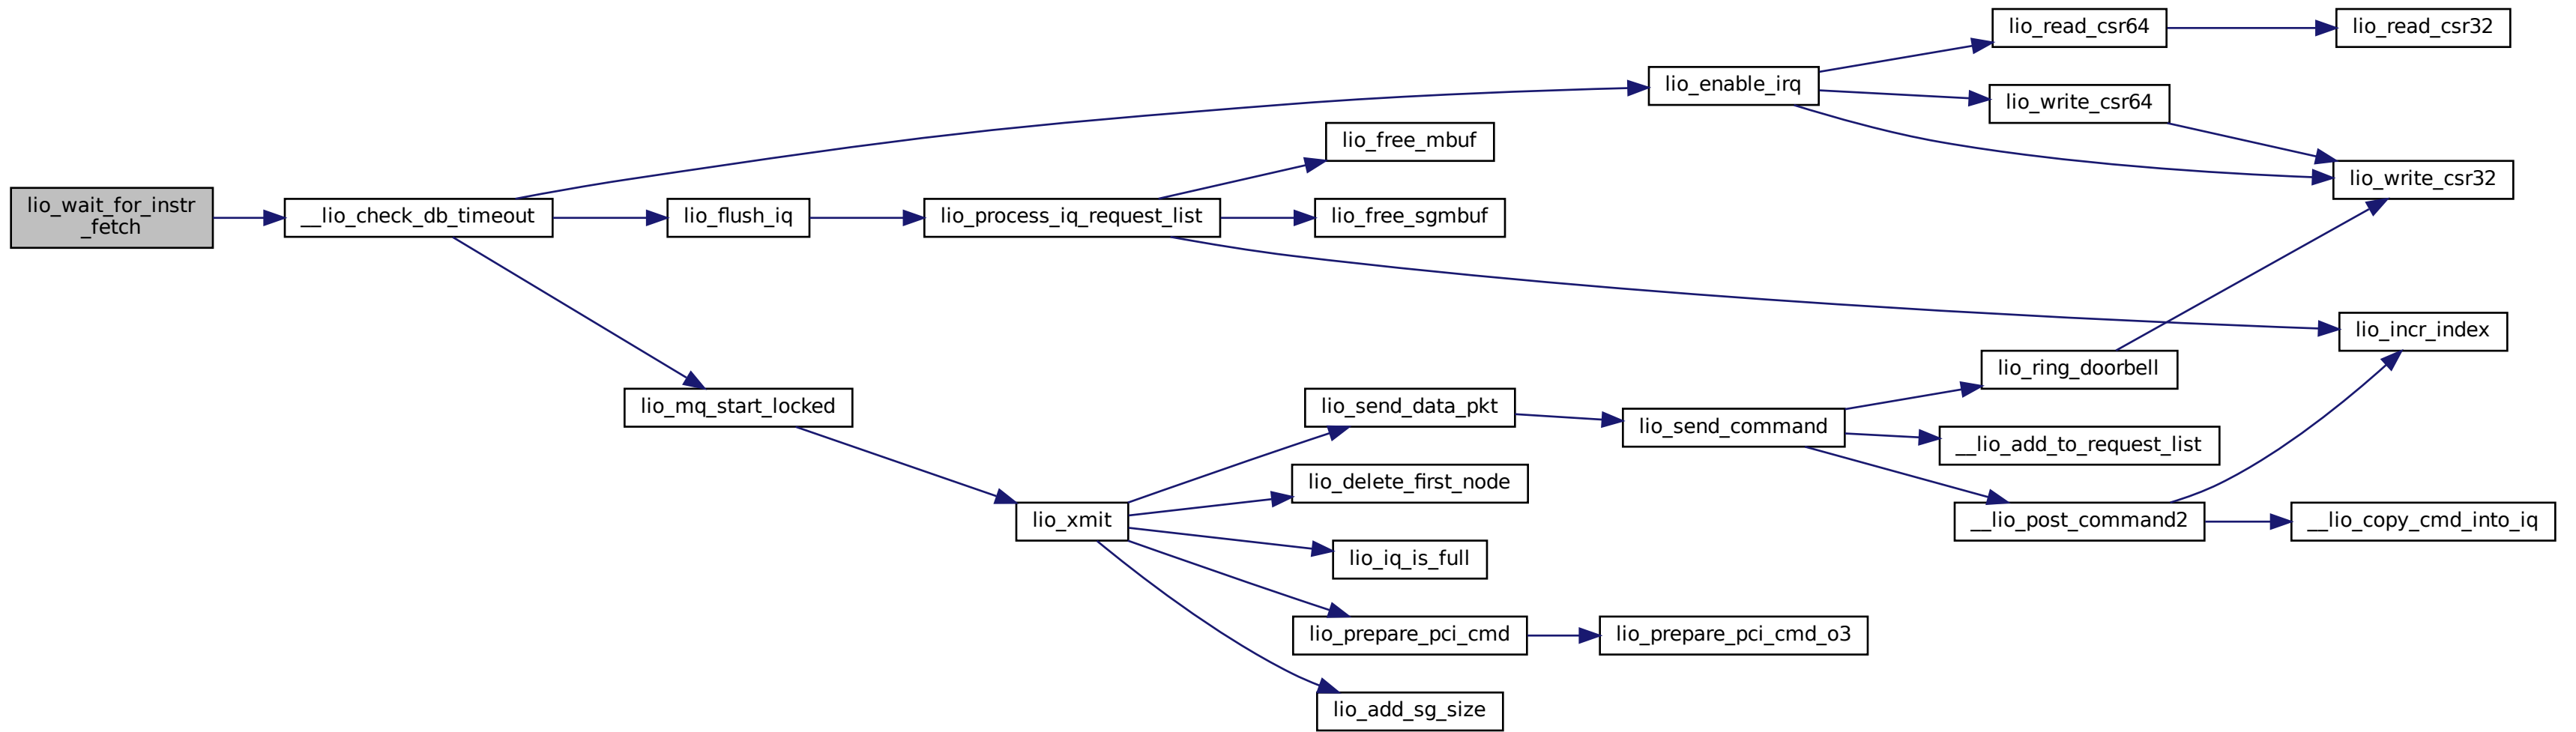 lio_wait_for_instr
_fetch
__lio_check_db_timeout
lio_enable_irq
lio_read_csr64
lio_read_csr32
lio_write_csr64
lio_write_csr32
lio_flush_iq
lio_process_iq_request_list
lio_free_mbuf
lio_free_sgmbuf
lio_incr_index
lio_mq_start_locked
lio_xmit
lio_send_data_pkt
lio_send_command
lio_ring_doorbell
__lio_add_to_request_list
__lio_post_command2
__lio_copy_cmd_into_iq
lio_delete_first_node
lio_iq_is_full
lio_prepare_pci_cmd
lio_prepare_pci_cmd_o3
lio_add_sg_size